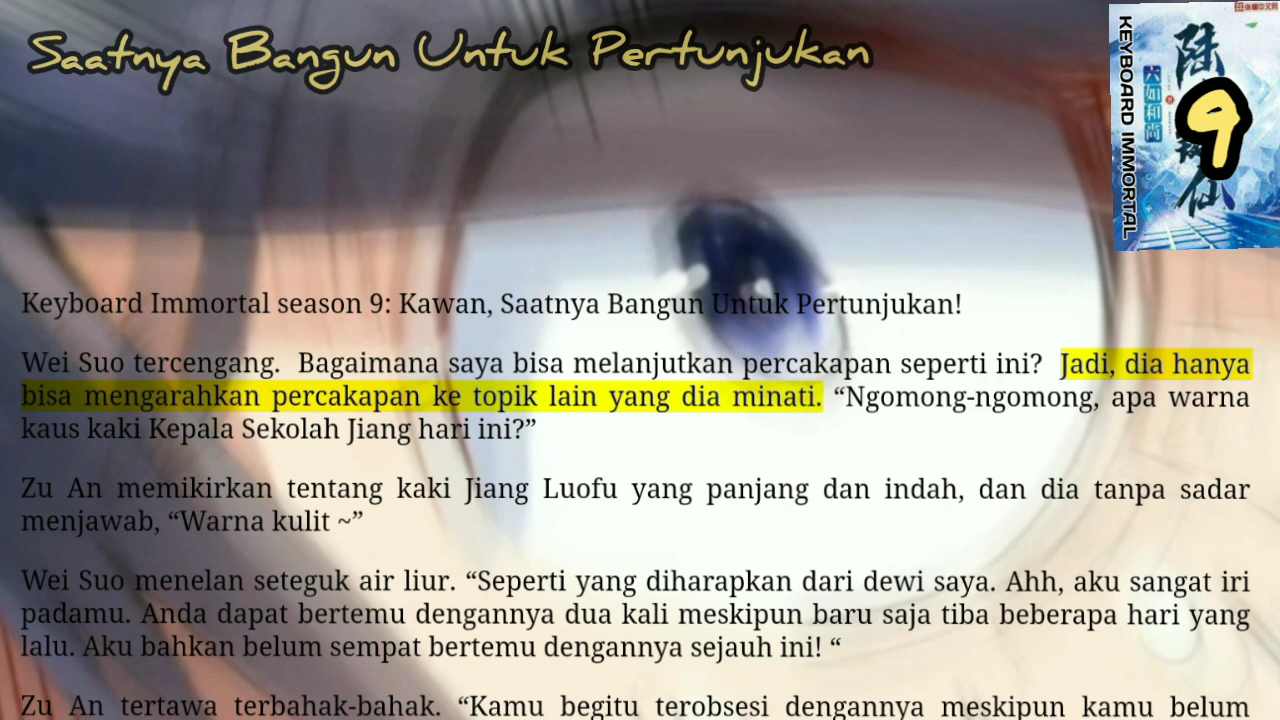 Saatnya Bangun Untuk Pertunjukan
KEYBOARD IMMORTAL
六如和尚
9
Keyboard Immortal season 9: Kawan, Saatnya Bangun Untuk Pertunjukan!
Wei Suo tercengang.  Bagaimana saya bisa melanjutkan percakapan seperti ini?  Jadi, dia hanya
bisa mengarahkan percakapan ke topik lain yang dia minati. “Ngomong-ngomong, apa warna
kaus kaki Kepala Sekolah Jiang hari ini?”
Zu An memikirkan tentang kaki Jiang Luofu yang panjang dan indah, dan dia tanpa sadar
menjawab, “Warna kulit ~”
Wei Suo menelan seteguk air liur. “Seperti yang diharapkan dari dewi saya. Ahh, aku sangat iri
padamu. Anda dapat bertemu dengannya dua kali meskipun baru saja tiba beberapa hari yang
lalu. Aku bahkan belum sempat bertemu dengannya sejauh ini! “
Zu An tertawa terbahak-bahak. “Kamu begitu terobsesi dengannya meskipun kamu belum